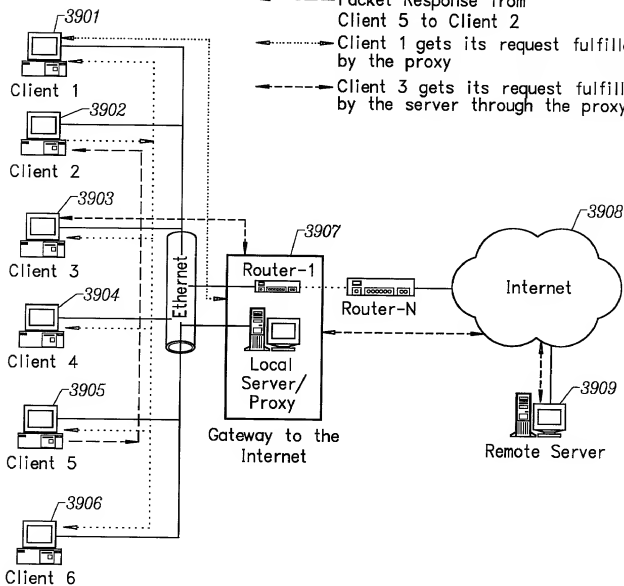 Packet Response from
Client 5 to Client 2
Client 1 gets its request
by the proxy
Client 3 gets its request
by the server through the proxy
3901
Client 1
3902
Client 2
3903
Client 3
3904
Client 4
3905
Client 5
3906
Client 6
Ethernet
3907
Router-1
Local
Server/
Proxy
Gateway to the
Internet
Router-N
3908
Internet
3909
Remote Server